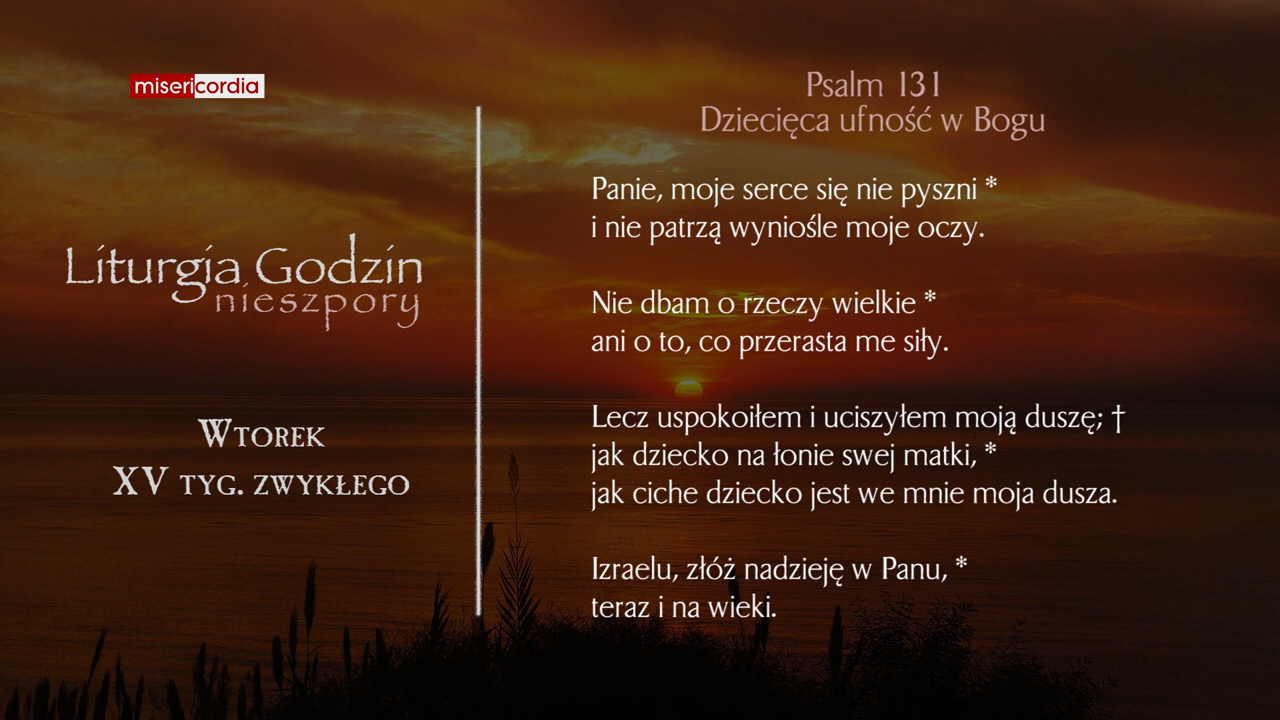 misericordia
Liturgia Godzin
nieszpory
Wtorek
XV tyg. zwykłego
Psalm 131
Dziecięca ufność w Bogu
Panie, moje serce się nie pyszni *
i nie patrzą wyniośle moje oczy.
Nie dbam o rzeczy wielkie *
ani o to, co przerasta me siły.
Lecz uspokoiłem i uciszyłem moją duszę; †
jak dziecko na łonie swej matki, *
jak ciche dziecko jest we mnie moja dusza.
Izraelu, złóż nadzieję w Panu, *
teraz i na wieki.